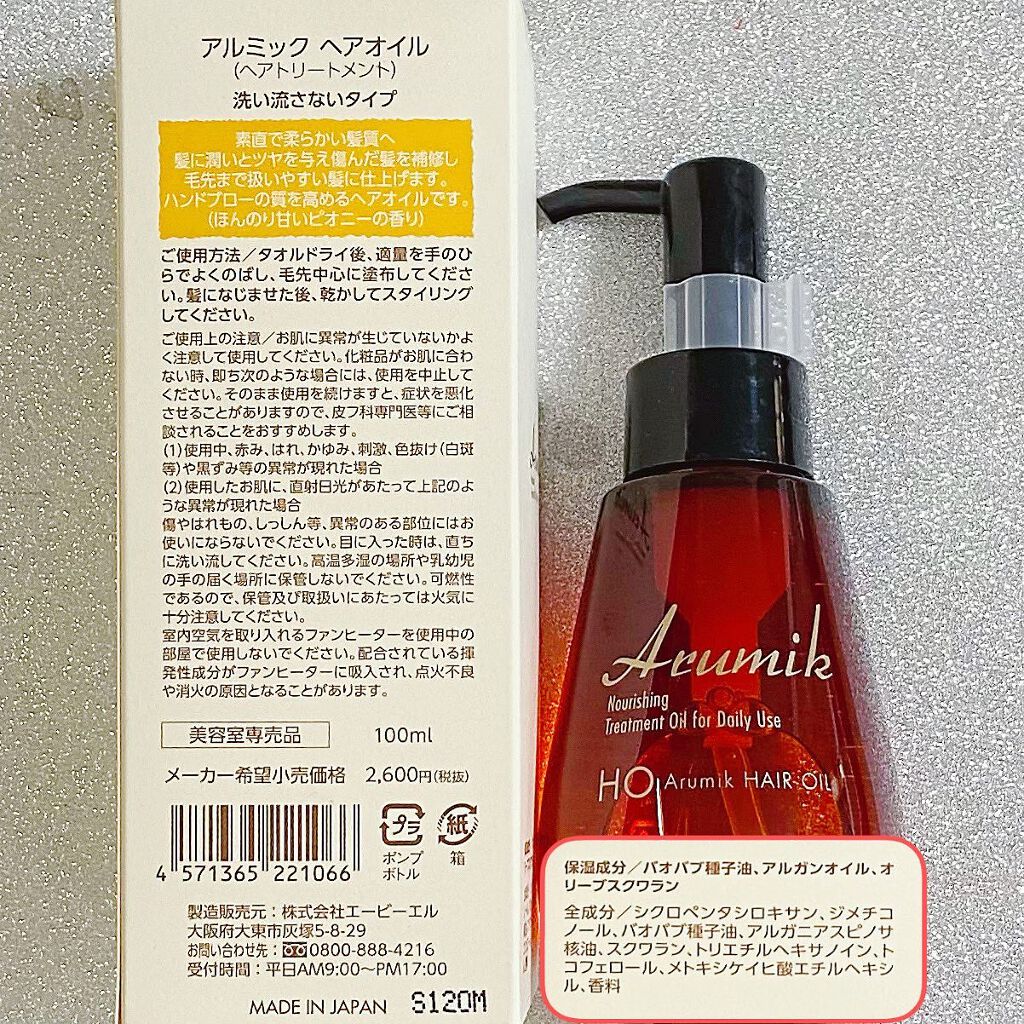 アルミック ヘアオイル
(ヘアトリートメント)
洗い流さないタイプ
素直で柔らかい髪質へ
髪に潤いとツヤを与え傷んだ髪を補修し
毛先まで扱いやすい髪に仕上げます。
ハンドブローの質を高めるヘアオイルです。
(ほんのり甘いピオニーの香り)
ご使用方法/タオルドライ後、適量を手のひ
らでよくのばし、毛先中心に塗布してくださ
い。髪になじませた後、乾かしてスタイリング
してください。
ご使用上の注意/お肌に異常が生じていないかよ
く注意して使用してください。化粧品がお肌に合わ
ない時、即ち次のような場合には、使用を中止して
ください。そのまま使用を続けますと、症状を悪化
させることがありますので、皮フ科専門医等にご相
談されることをおすすめします。
(1)使用中、赤み、はれ、かゆみ、刺激、色抜け(白斑
等)や黒ずみ等の異常が現れた場合
(2)使用したお肌に、直射日光があたって上記のよ
うな異常が現れた場合
傷やはれもの、しっしん等、異常のある部位にはお
使いにならないでください。目に入った時は、直ち
に洗い流してください。高温多湿の場所や乳幼児
の手の届く場所に保管しないでください。可燃性
であるので、保管及び取扱いにあたっては火気に
十分注意してください。
室内空気を取り入れるファンヒーターを使用中の
部屋で使用しないでください。配合されている揮
発性成分がファンヒーターに吸入され、点火不良
や消火の原因となることがあります。
美容室専売品 100ml
メーカー希望小売価格 2,600円(税抜)
プラ 紙
ポンプ 箱
ボトル
4 571365 221066
製造販売元:株式会社エービーエル
大阪府大東市灰塚5-8-29
お問い合わせ先:0800-888-4216
受付時間:平日AM9:00〜PM17:00
MADE IN JAPAN S120M
Arumik
Nourishing
Treatment Oil for Daily Use
HO Arumik HAIR OIL
保湿成分/バオバブ種子油、アルガンオイル、オ
リーブスクワラン
全成分/シクロペンタシロキサン、ジメチコ
ノール、バオバブ種子油、アルガニアスピノサ
核油、スクワラン、トリエチルヘキサノイン、ト
コフェロール、メトキシケイヒ酸エチルヘキシ
ル、香料